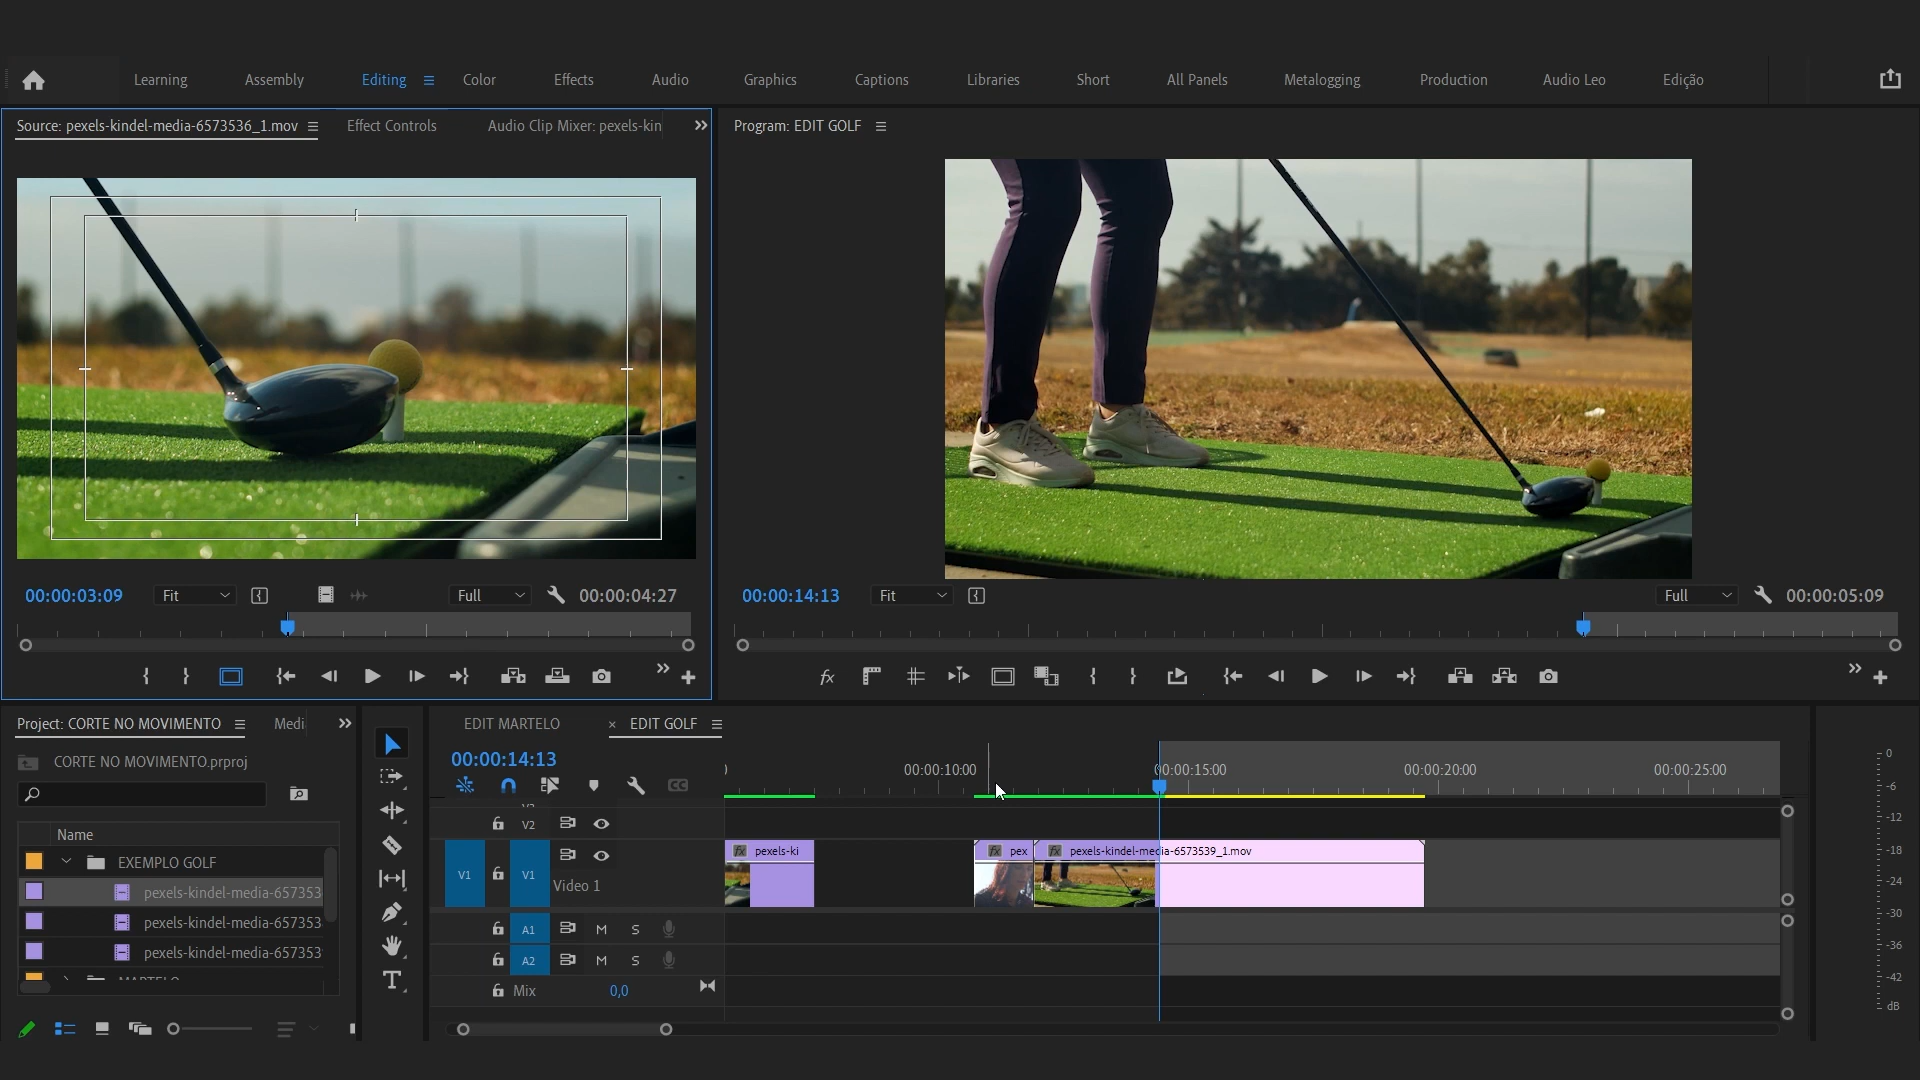 Learning Assembly Editing Color Effects Audio Graphics Captions Libraries Short All Panels Metalogging Production Audio Leo Edição
Source: pexels-kindel-media-6573536_1.mov Effect Controls Audio Clip Mixer: pexels-kin
Program: EDIT GOLF
00:00:03:09 Fit Full 00:00:04:27
00:00:14:13 Fit Full 00:00:05:09
fx
Project: CORTE NO MOVIMENTO Medi
CORTE NO MOVIMENTO.prproj
Name
EXEMPLO GOLF
pexels-kindel-media-657353
pexels-kindel-media-657353
pexels-kindel-media-657353
MARTELO
T
EDIT MARTELO × EDIT GOLF
00:00:14:13
00:00:10:00 00:00:15:00 00:00:20:00 00:00:25:00
CC
V2
V1 V1 Video 1
fx pexels-ki fx pex fx pexels-kindel-media-6573539_1.mov
A1 M S
A2 M S
Mix 0,0
0
-6
-12
-18
-24
-30
-36
-42
dB